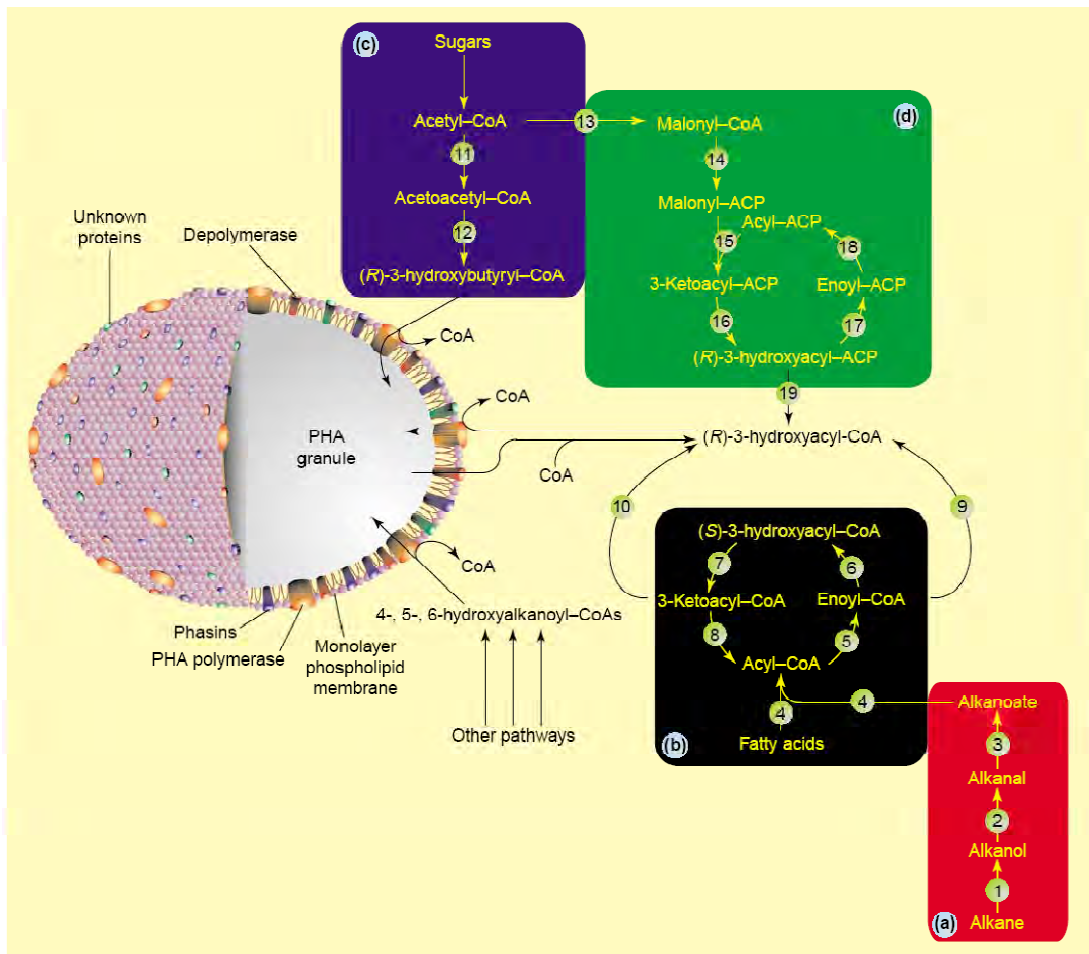 (c)
Sugars
Acetyl–CoA
11
Acetoacetyl–CoA
12
(R)-3-hydroxybutyryl–CoA
13
(d)
Malonyl–CoA
14
Malonyl–ACP
Acyl–ACP
15
18
3-Ketoacyl–ACP
Enoyl–ACP
16
17
(R)-3-hydroxyacyl–ACP
19
(R)-3-hydroxyacyl-CoA
Unknown
proteins
Depolymerase
CoA
CoA
PHA
granule
CoA
CoA
Phasins
PHA polymerase
Monolayer
phospholipid
membrane
4-, 5-, 6-hydroxyalkanoyl–CoAs
Other pathways
10
9
(S)-3-hydroxyacyl–CoA
7
6
3-Ketoacyl–CoA
Enoyl–CoA
8
5
Acyl–CoA
4
4
(b)
Fatty acids
Alkanoate
3
Alkanal
2
Alkanol
1
(a)
Alkane